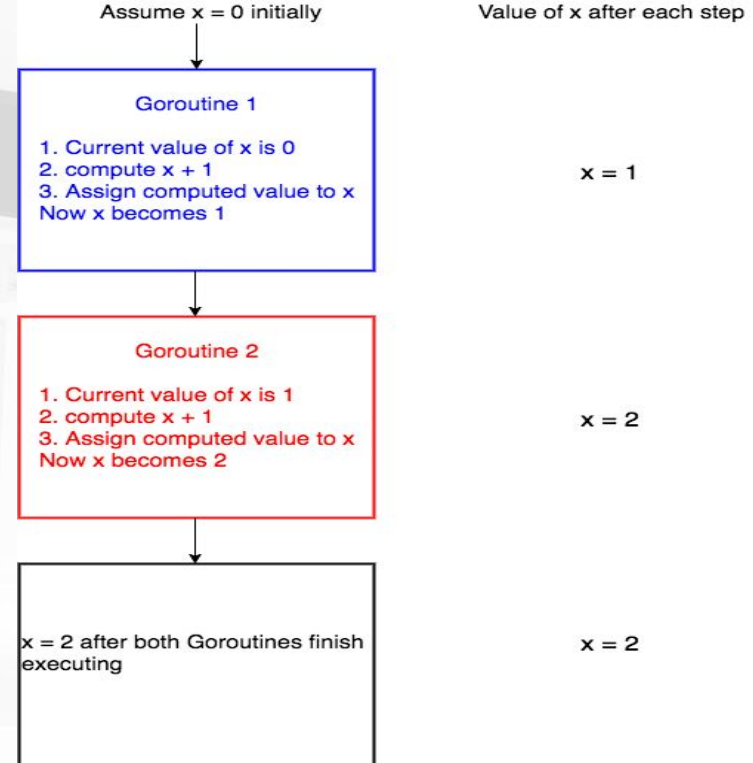 Assume x = 0 initially
Value of x after each step
Goroutine 1
1. Current value of x is 0
2. compute x + 1
3. Assign computed value to x
Now x becomes 1
x = 1
Goroutine 2
1. Current value of x is 1
2. compute x + 1
3. Assign computed value to x
Now x becomes 2
x = 2
x = 2 after both Goroutines finish
executing
x = 2